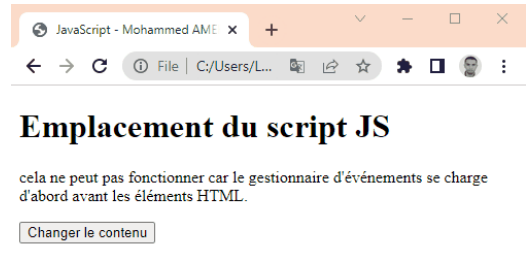 JavaScript - Mohammed AME
File | C:/Users/L...
Emplacement du script JS
cela ne peut pas fonctionner car le gestionnaire d'événements se charge
d'abord avant les éléments HTML.
Changer le contenu